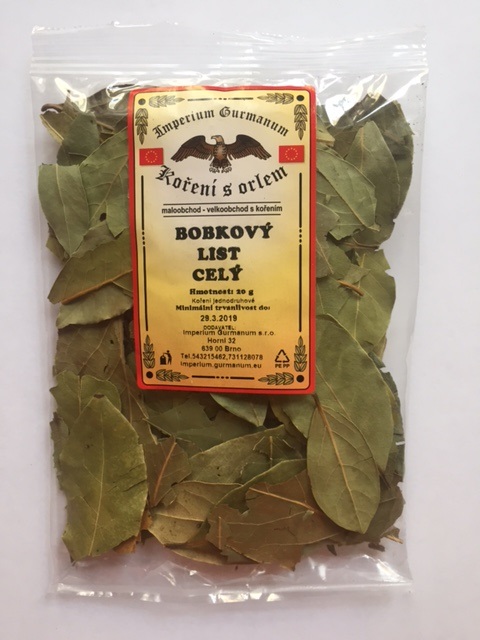 Imperium Gurmanum
Koření s orlem
maloobchod - velkoobchod s kořením
BOBKOVÝ
LIST
CELÝ
Hmotnost: 20 g
Koření jednodruhové
Minimální trvanlivost do:
29.3.2019
DODAVATEL:
Imperium Gurmanum s.r.o.
Horní 32
639 00 Brno
Tel.543215462,731128078
imperium.gurmanum.eu
PE PP